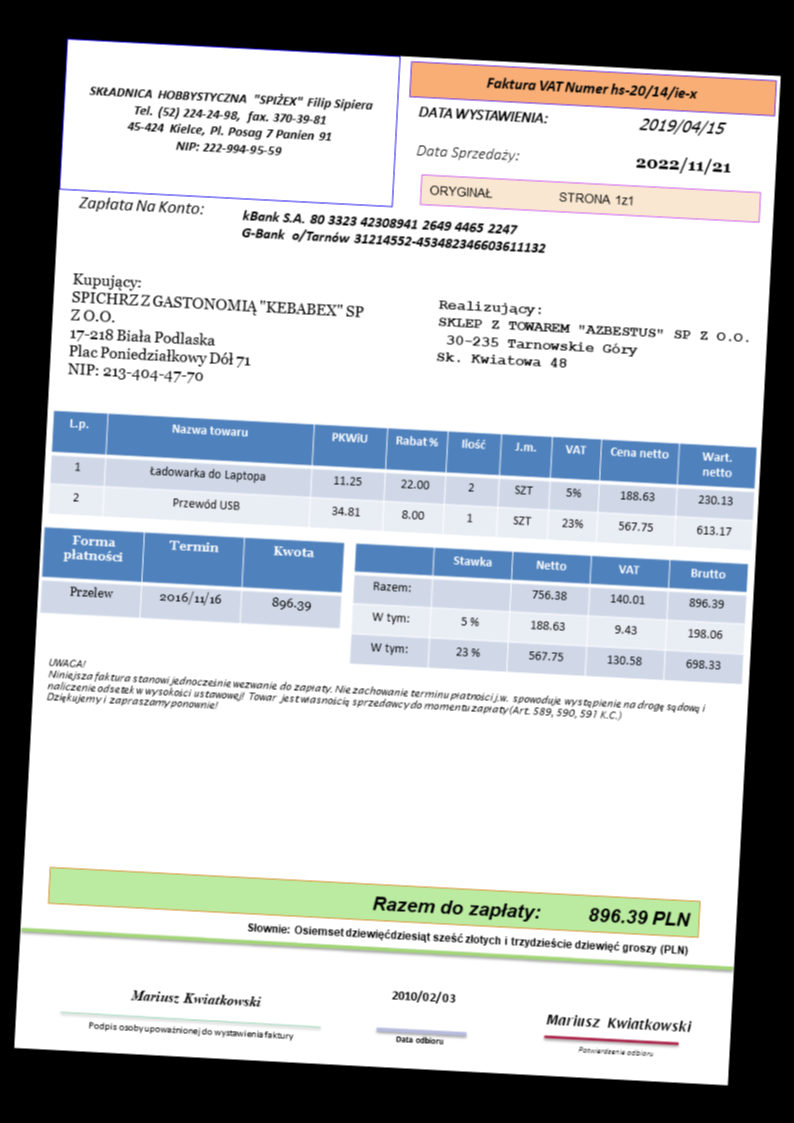 SKŁADNICA HOBBYSTYCZNA "SPIŻEX" Filip Sipiera
Tel. (52) 224-24-98, fax. 370-39-81
45-424 Kielce, Pl. Posag 7 Panien 91
NIP: 222-994-95-59
Faktura VAT Numer hs-20/14/ie-x
DATA WYSTAWIENIA: 2019/04/15
Data Sprzedaży: 2022/11/21
ORYGINAŁ STRONA 1z1
Zapłata Na Konto: kBank S.A. 80 3323 42308941 2649 4465 2247
G-Bank o/Tarnów 31214552-453482346603611132
Kupujący:
SPICHRZ Z GASTONOMIĄ "KEBABEX" SP
Z O.O.
17-218 Biała Podlaska
Plac Poniedziałkowy Dół 71
NIP: 213-404-47-70
Realizujący:
SKLEP Z TOWAREM "AZBESTUS" SP Z O.O.
30-235 Tarnowskie Góry
Sk. Kwiatowa 48
L.p. Nazwa towaru PKWiU Rabat % Ilość J.m. VAT Cena netto Wart. netto
1 Ładowarka do Laptopa 11.25 22.00 2 SZT 5% 188.63 230.13
2 Przewód USB 34.81 8.00 1 SZT 23% 567.75 613.17
Forma płatności Termin Kwota
Przelew 2016/11/16 896.39
Stawka Netto VAT Brutto
Razem: 756.38 140.01 896.39
W tym: 5 % 188.63 9.43 198.06
W tym: 23 % 567.75 130.58 698.33
UWAGA!
Niniejsza faktura stanowi jednocześnie wezwanie do zapłaty. Nie zachowanie terminu płatności j.w. spowoduje wystąpienie na drogę sądową i
naliczenie odsetek w wysokości ustawowej! Towar jest własnością sprzedawcy do momentu zapłaty (Art. 589, 590, 591 K.C.)
Dziękujemy i zapraszamy ponownie!
Razem do zapłaty: 896.39 PLN
Słownie: Osiemset dziewięćdziesiąt sześć złotych i trzydzieście dziewięć groszy (PLN)
Mariusz Kwiatkowski
Podpis osoby upoważnionej do wystawienia faktury
2010/02/03
Data odbioru
Mariusz Kwiatkowski
Potwierdzenie odbioru